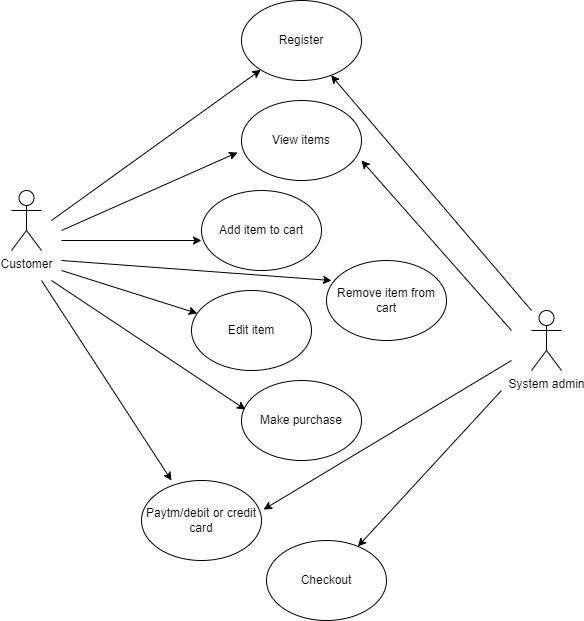 Register
View items
Add item to cart
Customer
Remove item from
cart
Edit item
System admin
Make purchase
Paytm/debit or credit
card
Checkout